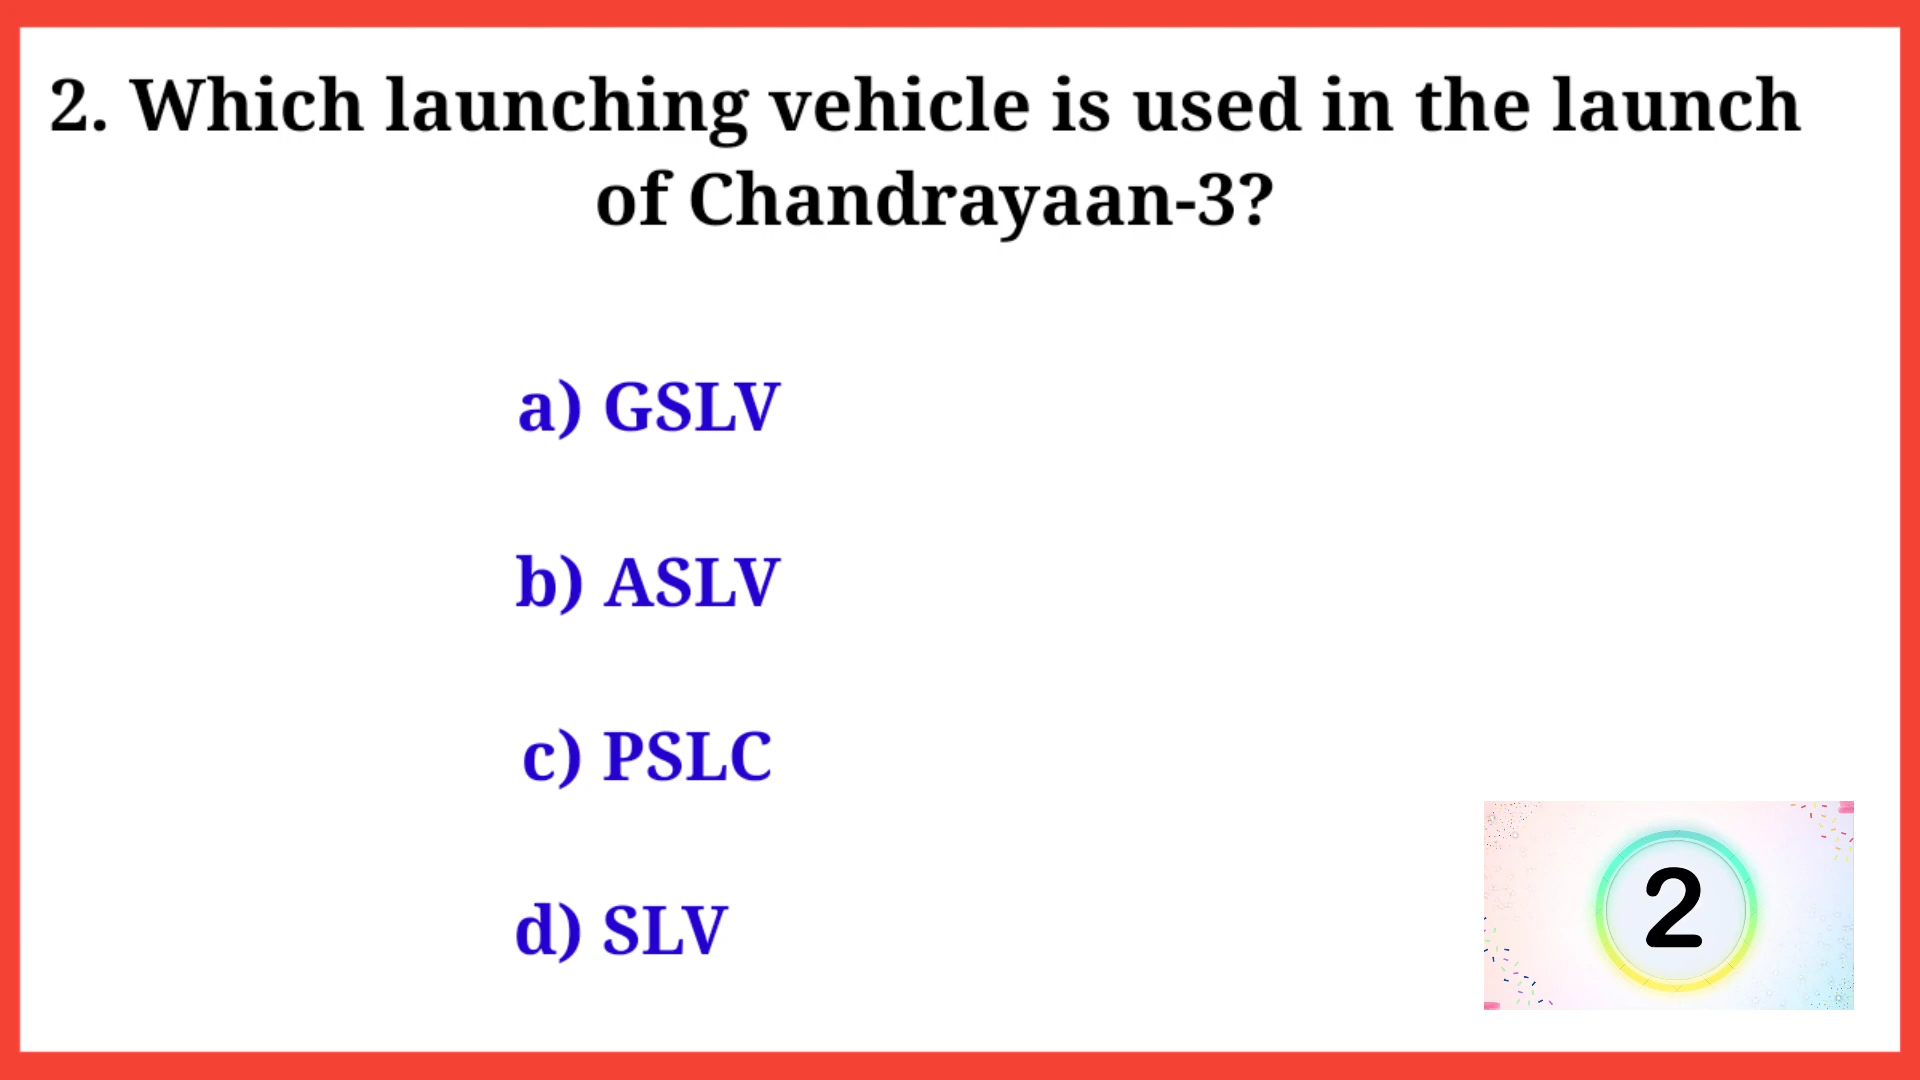 2. Which launching vehicle is used in the launch
of Chandrayaan-3?
a) GSLV
b) ASLV
c) PSLC
d) SLV
2